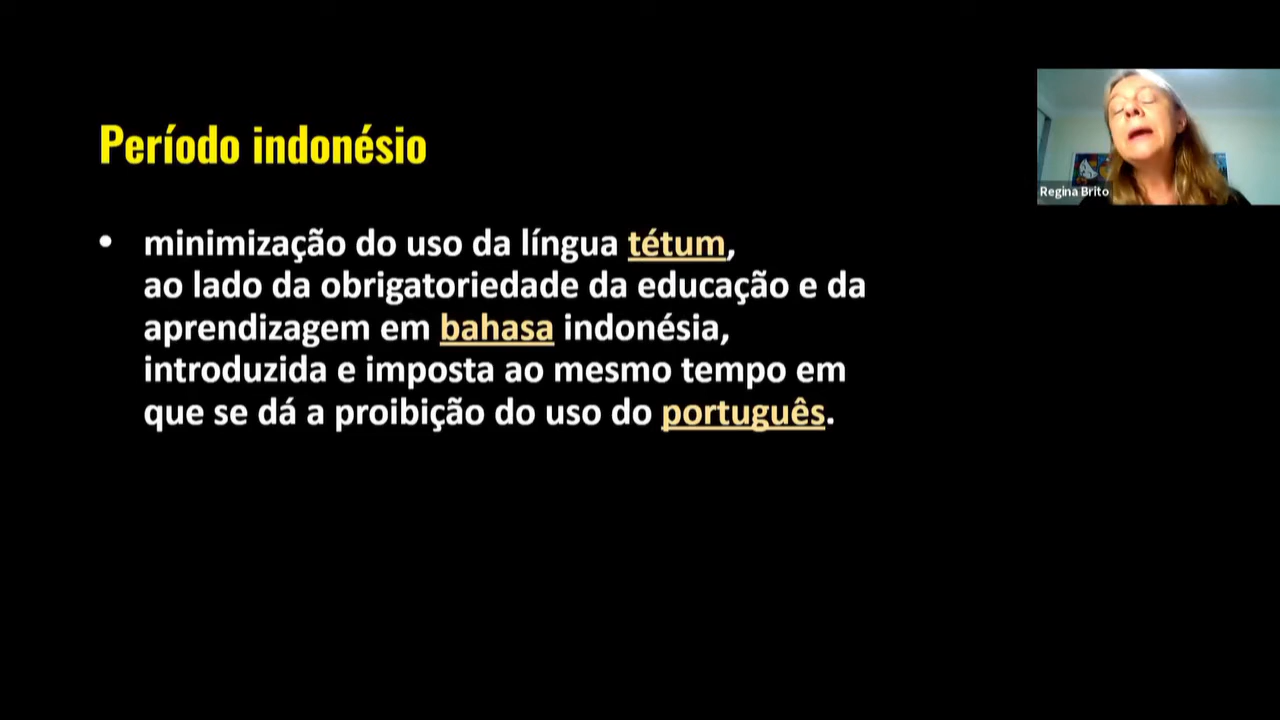 Período indonésio
Regina Brito
• minimização do uso da língua tétum,
ao lado da obrigatoriedade da educação e da
aprendizagem em bahasa indonésia,
introduzida e imposta ao mesmo tempo em
que se dá a proibição do uso do português.